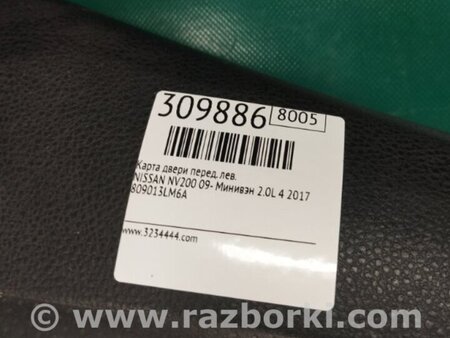 309886 8005
Карта двери перед.лев.
NISSAN NV200 09- Минивэн 2.0L 4 2017
809013LM6A
www.3234444.com
© www.razborki.com